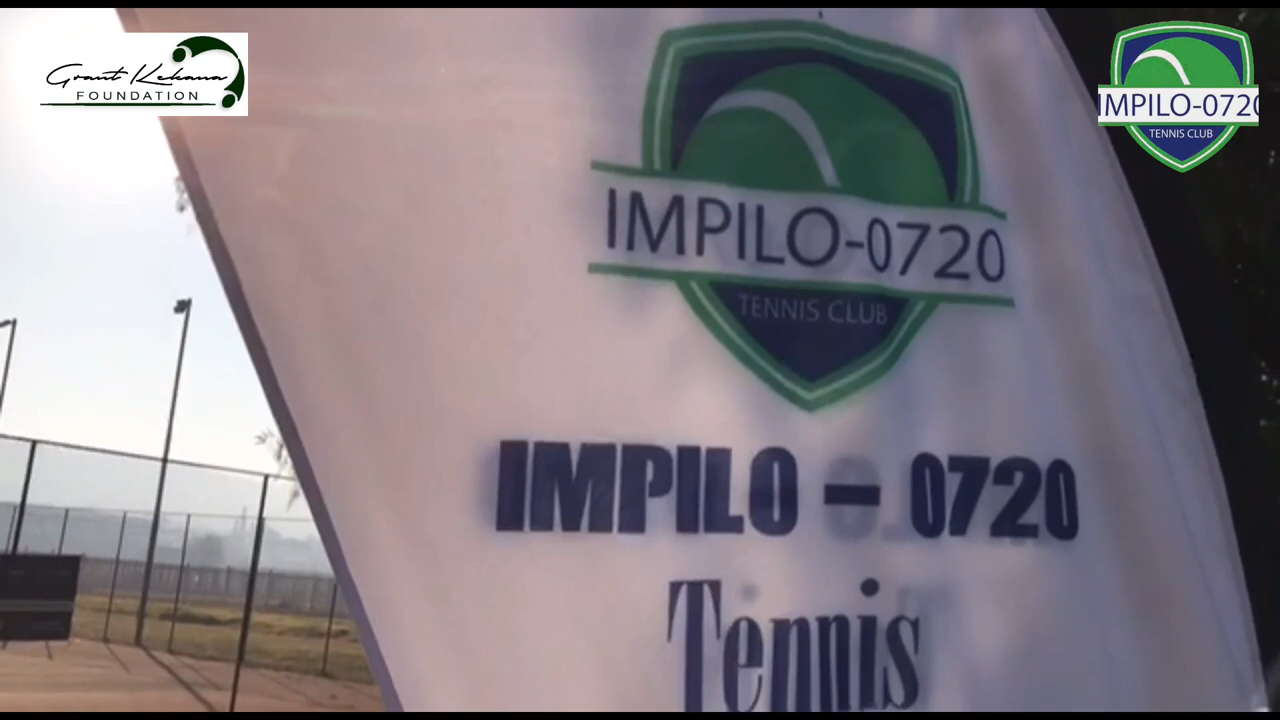 Grant Kekana
FOUNDATION
IMPILO-0720
TENNIS CLUB
IMPILO-0720
TENNIS CLUB
IMPILO - 0720
Tennis